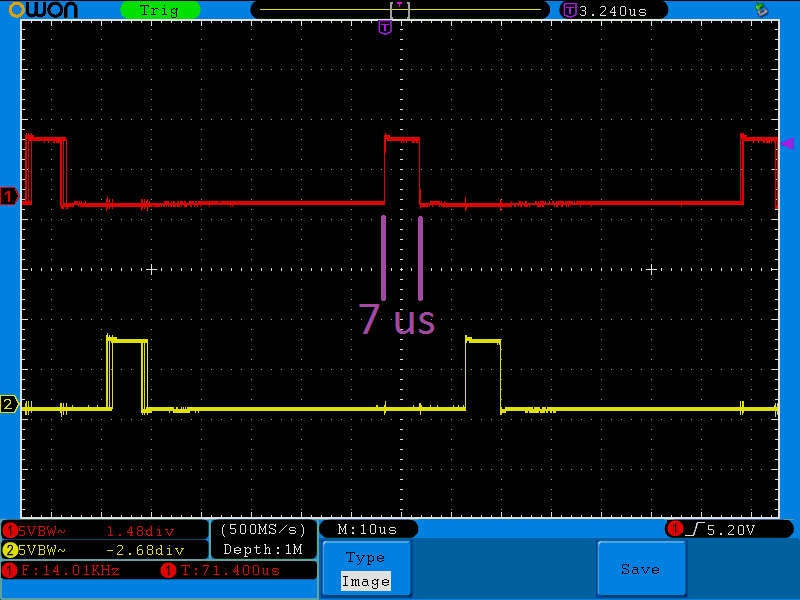 OWON Trig T T 3.240us
T
1
7 us
2
1 5VBW~ 1.48div (500MS/s) M:10us 1 5.20V
2 5VBW~ -2.68div Depth:1M
1 F:14.01KHz 1 T:71.400us
Type
Image
Save